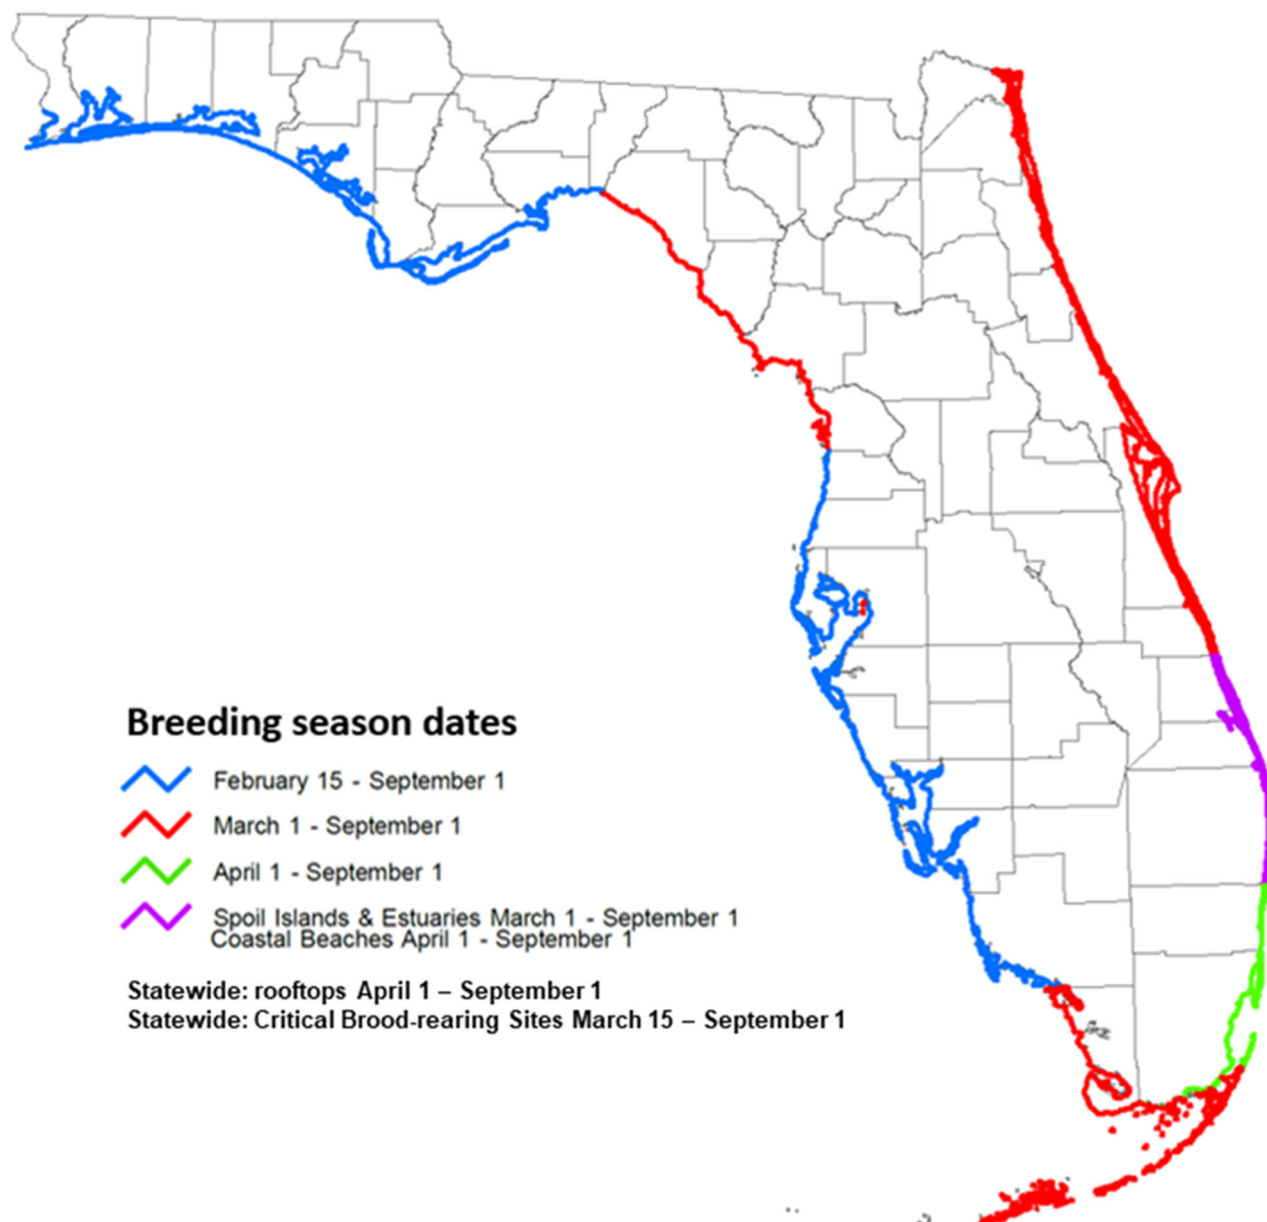 Breeding season dates
February 15 - September 1
March 1 - September 1
April 1 - September 1
Spoil Islands & Estuaries March 1 - September 1
Coastal Beaches April 1 - September 1
Statewide: rooftops April 1 – September 1
Statewide: Critical Brood-rearing Sites March 15 – September 1